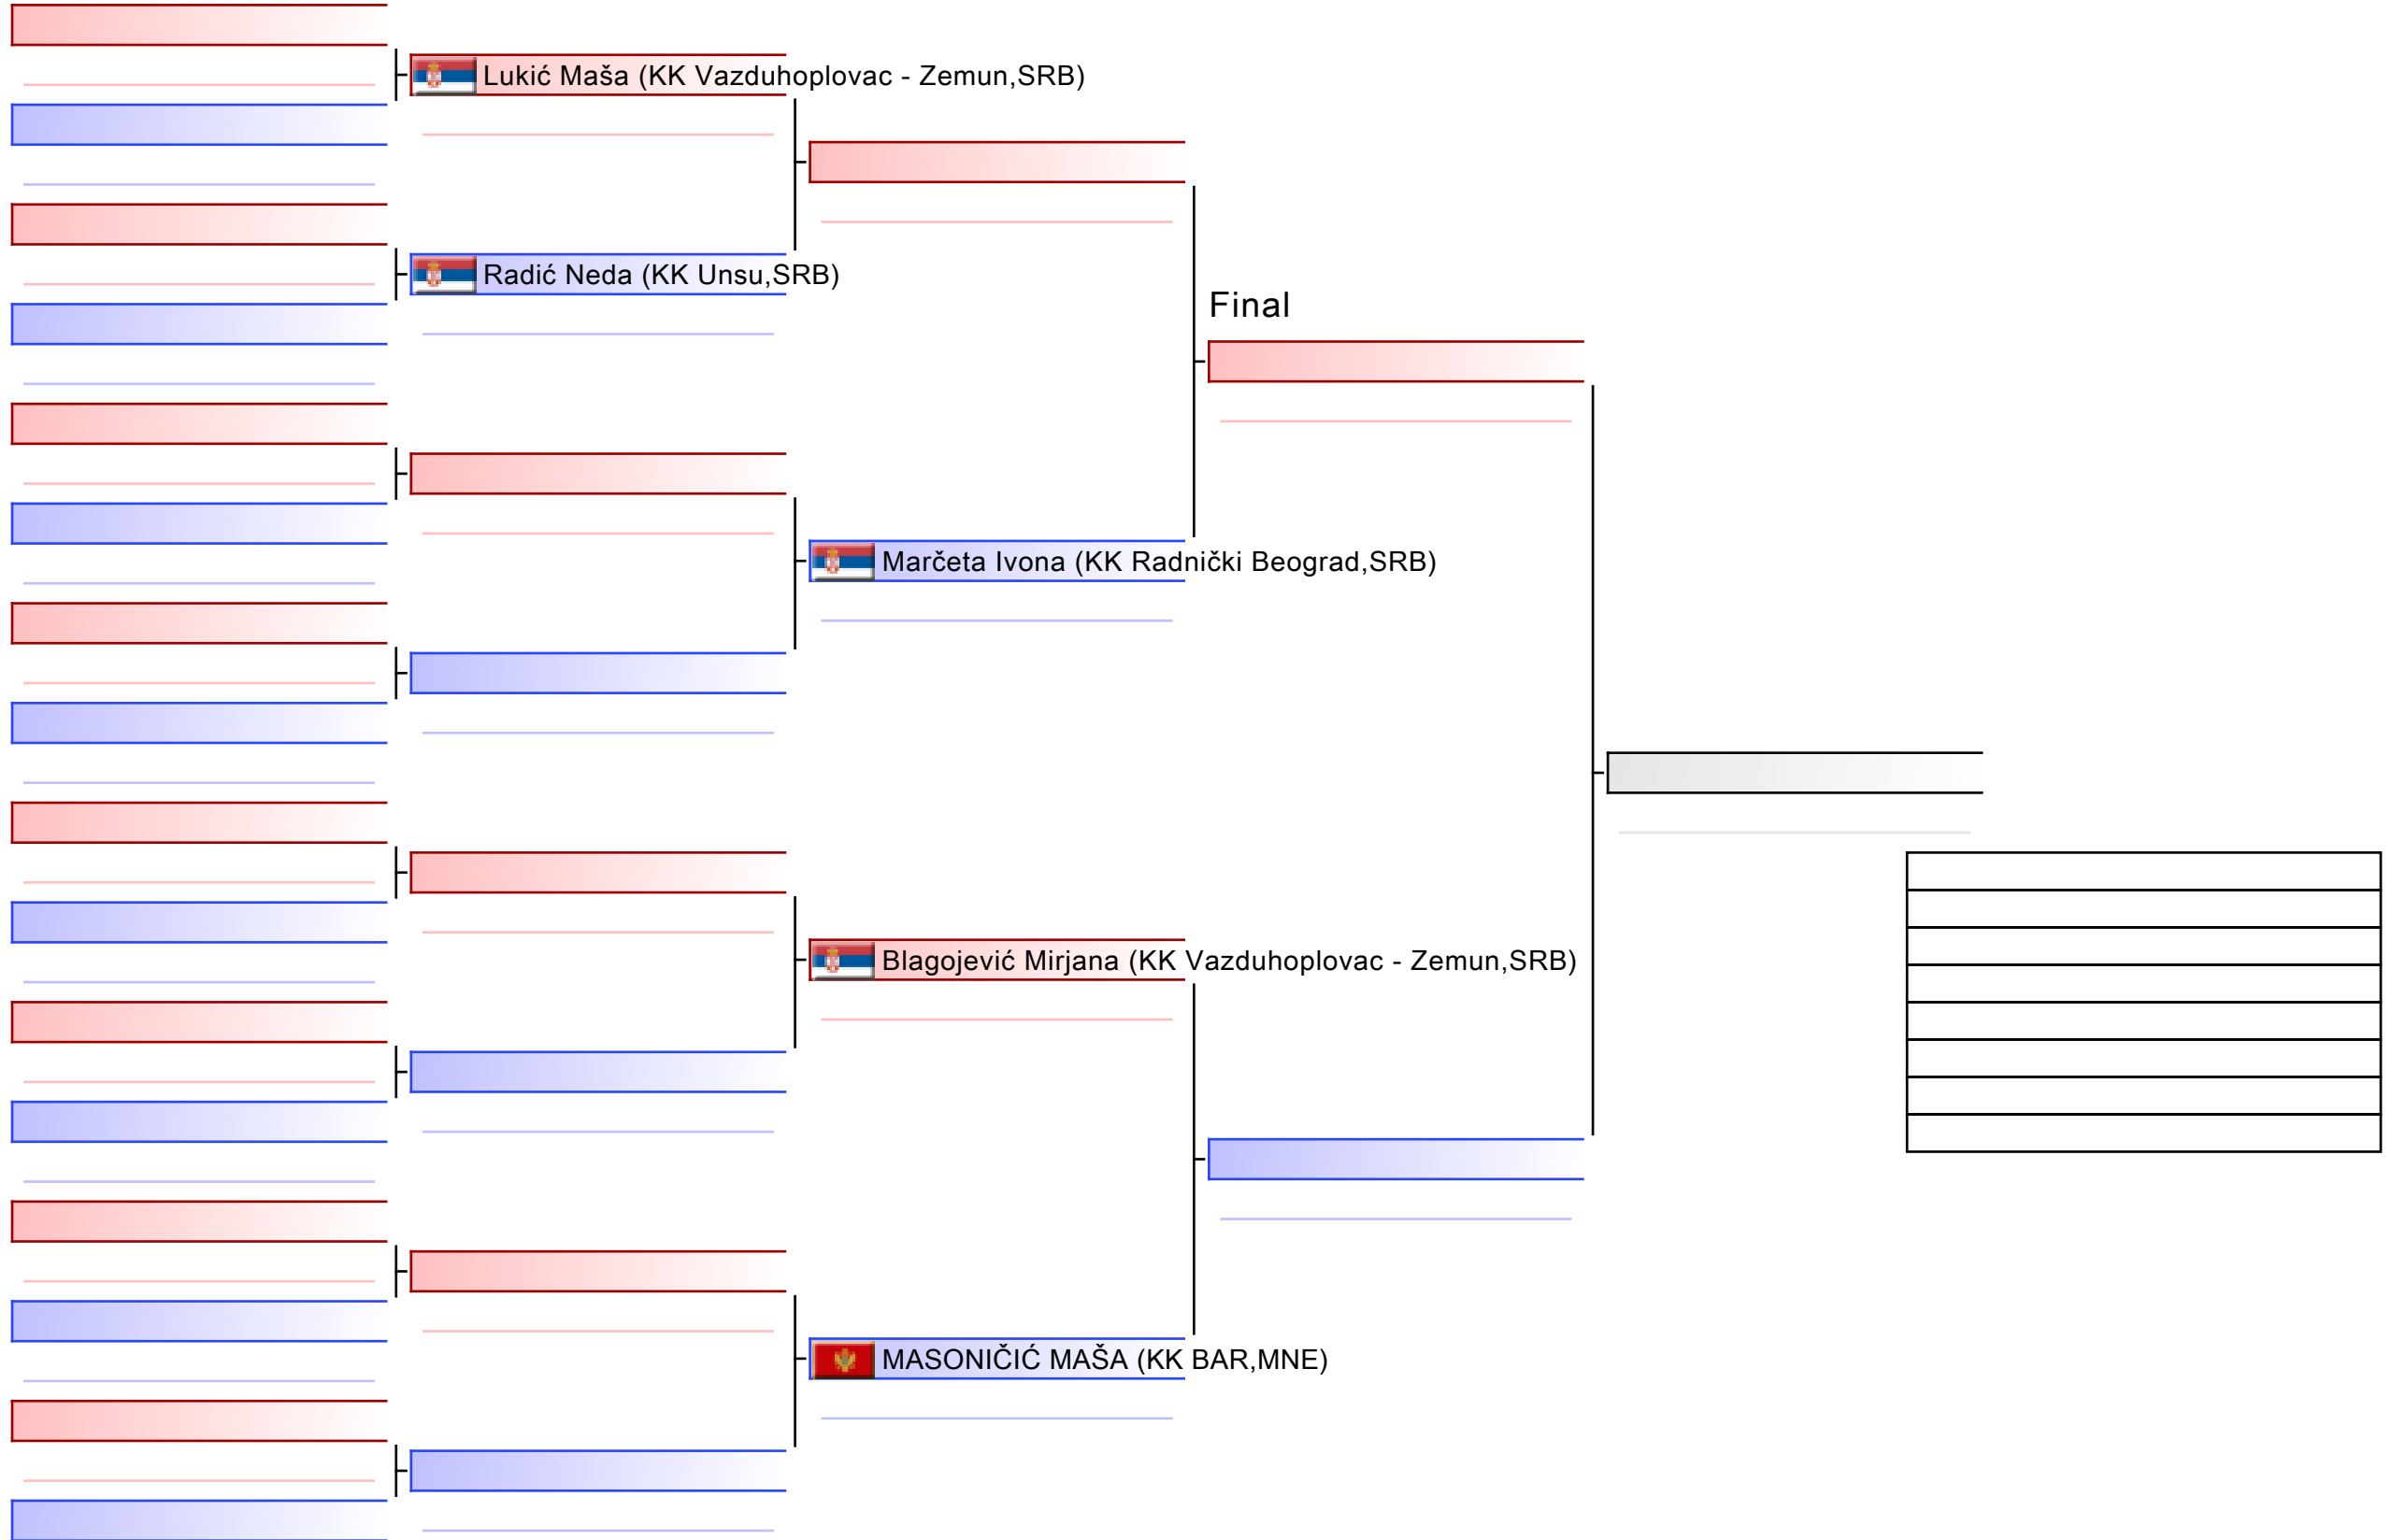 Lukić Maša (KK Vazduhoplovac - Zemun,SRB)
Radić Neda (KK Unsu,SRB)
Final
Marčeta Ivona (KK Radnički Beograd,SRB)
Blagojević Mirjana (KK Vazduhoplovac - Zemun,SRB)
MASONIČIĆ MAŠA (KK BAR,MNE)